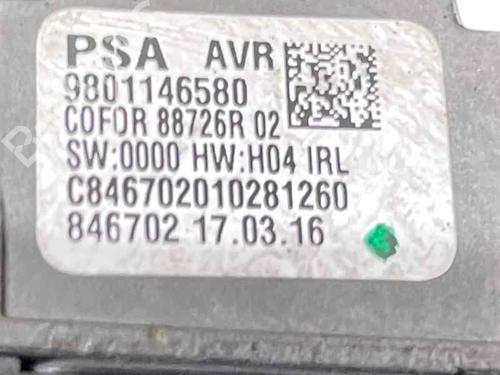 PSA AVR
9801146580
COFOR 88726R 02
SW:0000 HW:H04 IRL
C846702010281260
846702 17.03.16